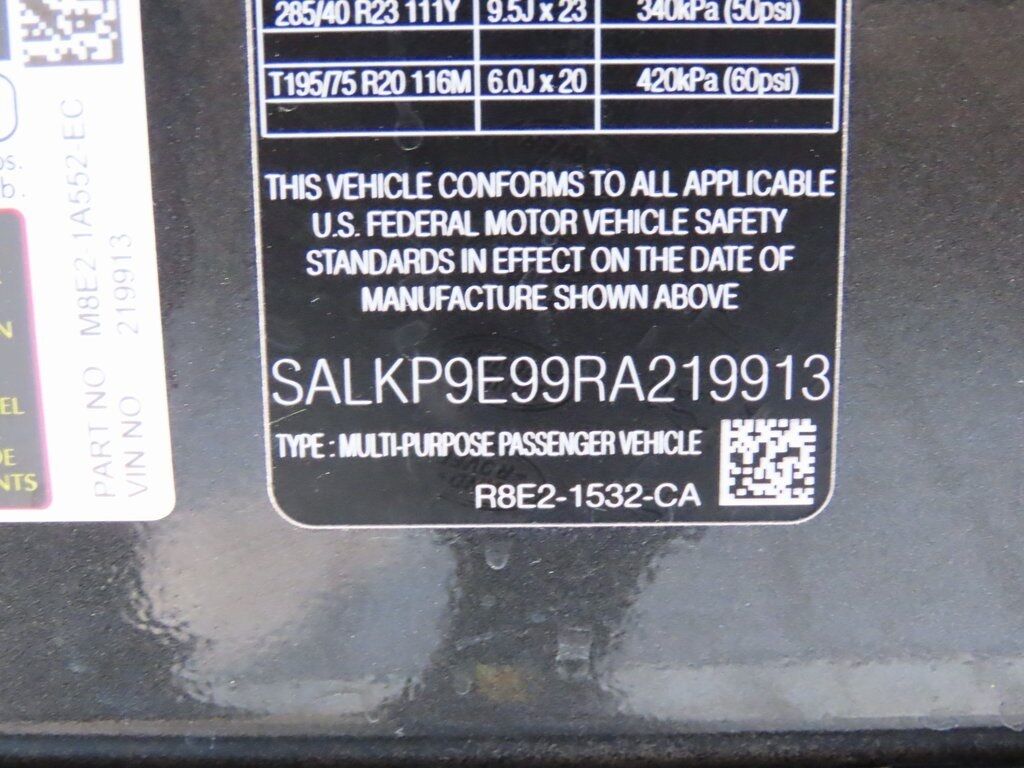 285/40 R23 111Y 9.5J x 23 340kPa (50psi)
T195/75 R20 116M 6.0J x 20 420kPa (60psi)
THIS VEHICLE CONFORMS TO ALL APPLICABLE
U.S. FEDERAL MOTOR VEHICLE SAFETY
STANDARDS IN EFFECT ON THE DATE OF
MANUFACTURE SHOWN ABOVE
SALKP9E99RA219913
TYPE : MULTI-PURPOSE PASSENGER VEHICLE
R8E2-1532-CA
PART NO M8E2-1A552-EC
VIN NO 219913